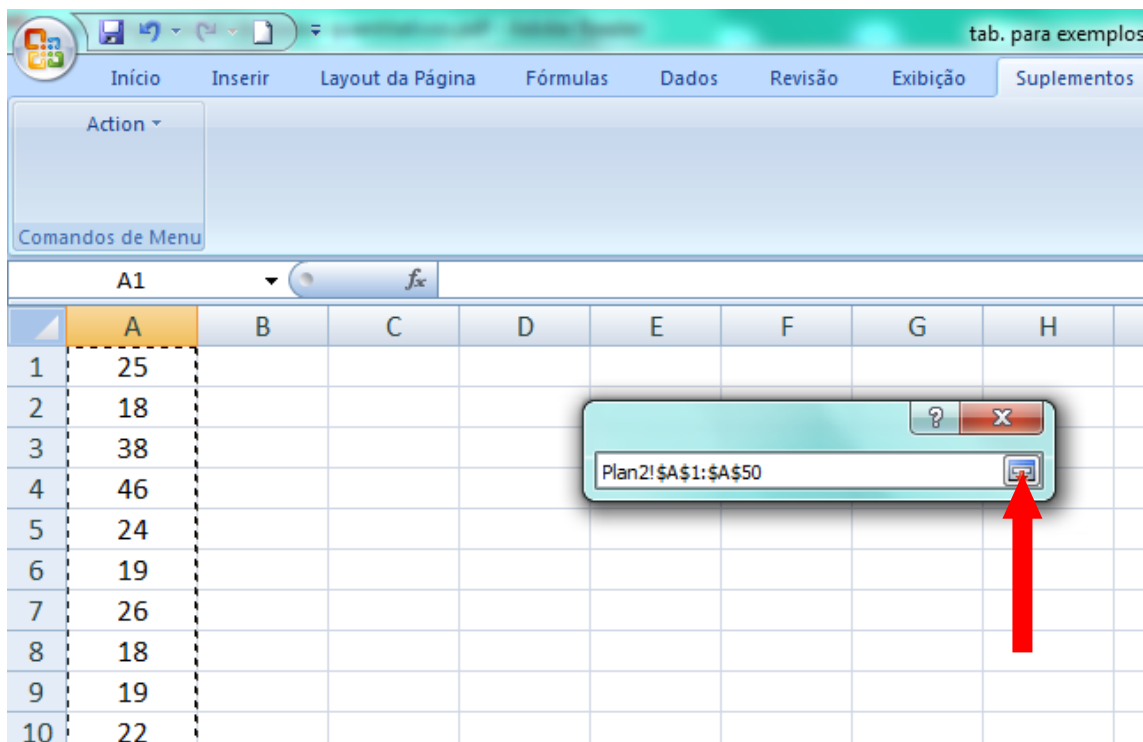 tab. para exemplos
Início Inserir Layout da Página Fórmulas Dados Revisão Exibição Suplementos
Action
Comandos de Menu
A1 fx
A B C D E F G H
1 25
2 18
?
3 38
Plan2!$A$1:$A$50
4 46
5 24
6 19
7 26
8 18
9 19
10 22